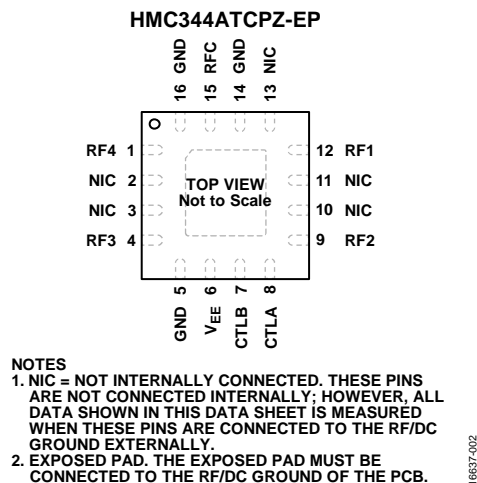 HMC344ATCPZ-EP
16 GND
15 RFC
14 GND
13 NIC
RF4 1
NIC 2
NIC 3
RF3 4
TOP VIEW
Not to Scale
12 RF1
11 NIC
10 NIC
9 RF2
GND 5
VEE 6
CTLB 7
CTLA 8
NOTES
1. NIC = NOT INTERNALLY CONNECTED. THESE PINS
ARE NOT CONNECTED INTERNALLY; HOWEVER, ALL
DATA SHOWN IN THIS DATA SHEET IS MEASURED
WHEN THESE PINS ARE CONNECTED TO THE RF/DC
GROUND EXTERNALLY.
2. EXPOSED PAD. THE EXPOSED PAD MUST BE
CONNECTED TO THE RF/DC GROUND OF THE PCB.
16637-002